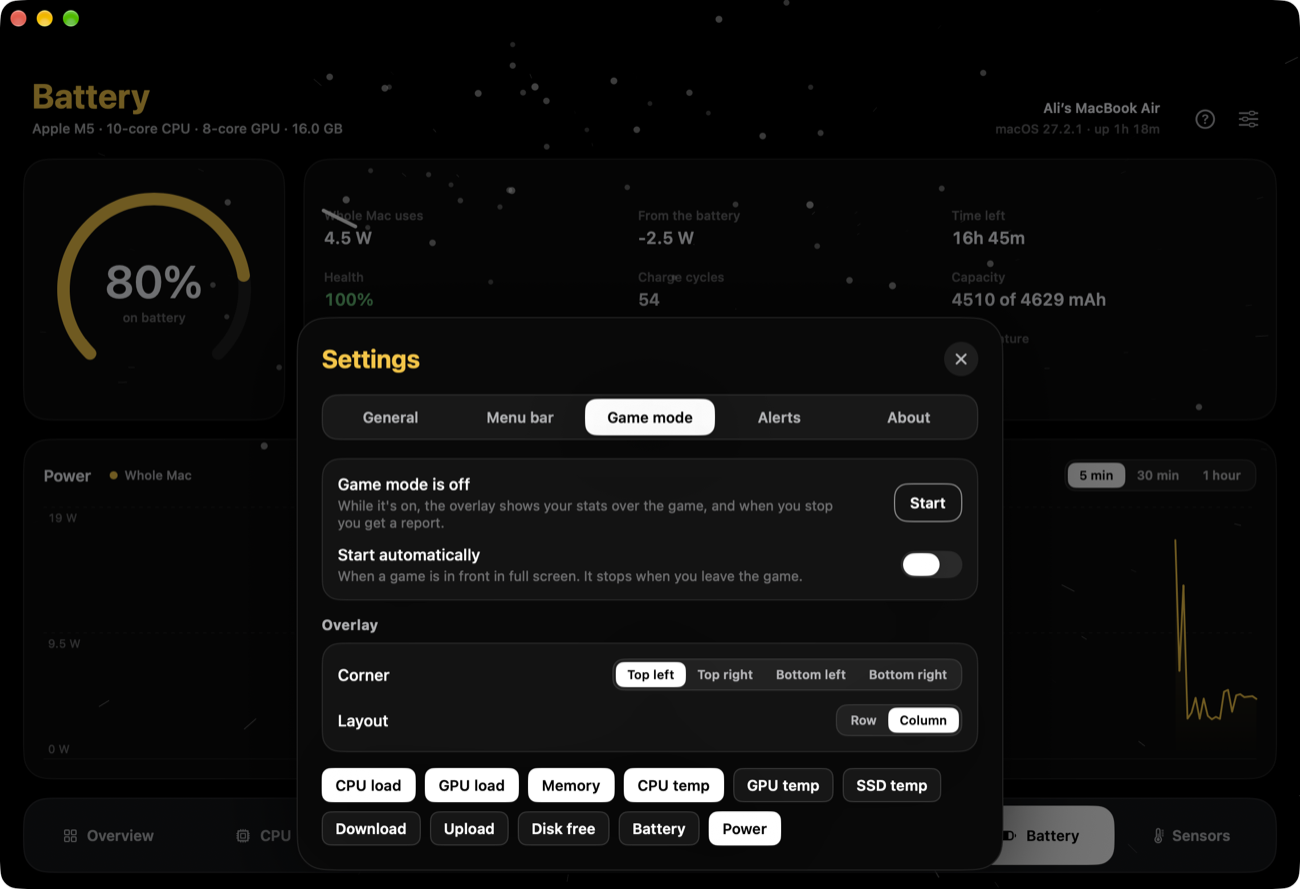 Battery
Apple M5 · 10-core CPU · 8-core GPU · 16.0 GB
Ali's MacBook Air
macOS 27.2.1 · up 1h 18m
80%
on battery
Whole Mac uses
4.5 W
From the battery
-2.5 W
Time left
16h 45m
Health
100%
Charge cycles
54
Capacity
4510 of 4629 mAh
Settings
General
Menu bar
Game mode
Alerts
About
Game mode is off
While it's on, the overlay shows your stats over the game, and when you stop
you get a report.
Start
Start automatically
When a game is in front in full screen. It stops when you leave the game.
Overlay
Corner
Top left
Top right
Bottom left
Bottom right
Layout
Row
Column
CPU load
GPU load
Memory
CPU temp
GPU temp
SSD temp
Download
Upload
Disk free
Battery
Power
Power
Whole Mac
5 min
30 min
1 hour
19 W
9.5 W
0 W
Overview
CPU
Battery
Sensors